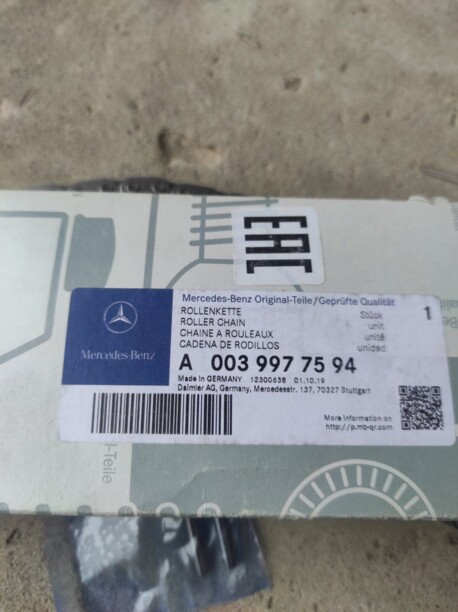 EAC
Mercedes-Benz Original-Teile/Geprüfte Qualität
ROLLENKETTE Stück 1
ROLLER CHAIN unit
CHAINE A ROULEAUX unité
CADENA DE RODILLOS unidad
Mercedes-Benz
A 003 997 75 94
Made in GERMANY 12300638 01.10.19
Daimler AG, Germany, Mercedesstr. 137, 70327 Stuttgart
More information on
http://p.mb-qr.com/
l-Teile